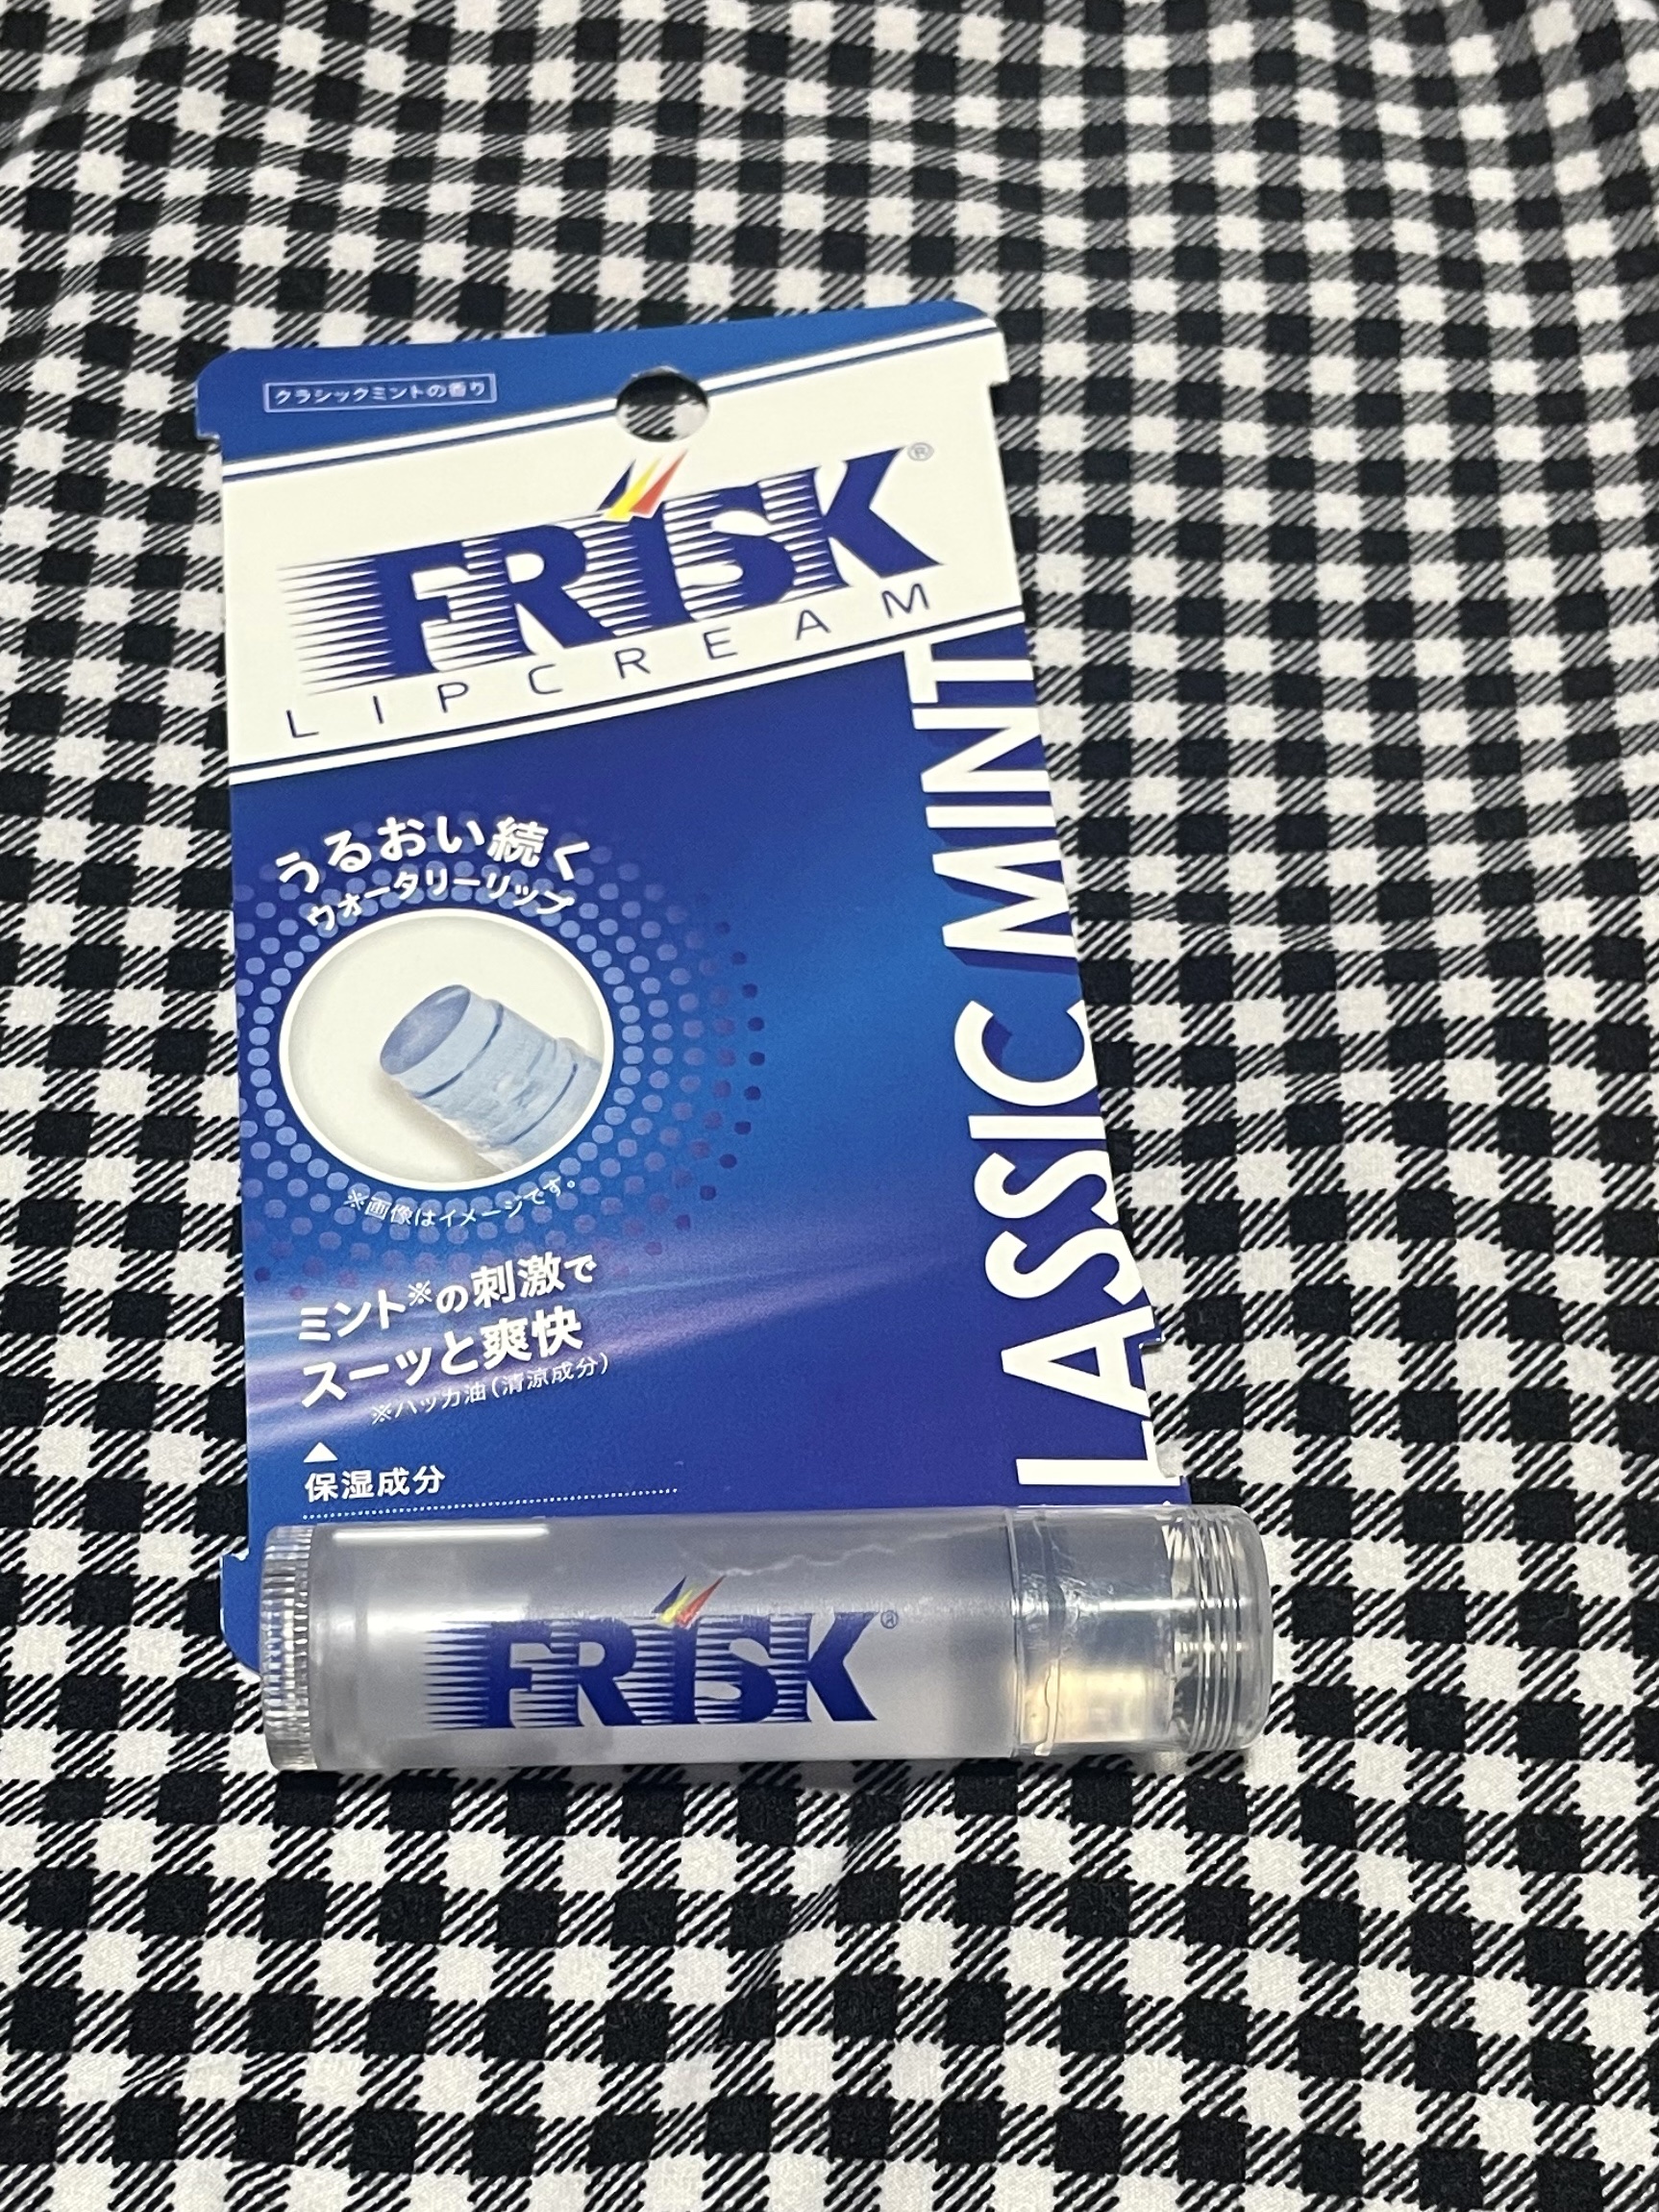 クラシックミントの香り
FRISK®
LIPCREAM
うるおい続く
ウォータリーリップ
※画像はイメージです。
ミント※の刺激で
スーッと爽快
※ハッカ油(清涼成分)
保湿成分
LASSIC MINT
FRISK®